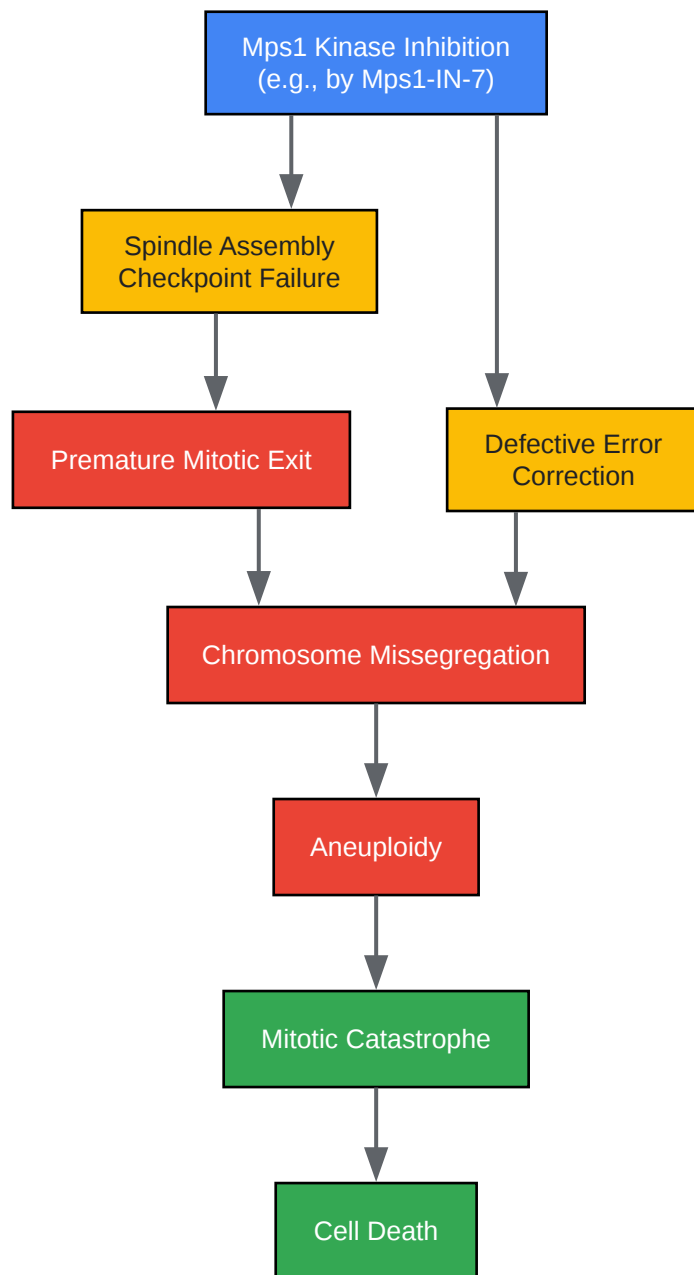 Mps1 Kinase Inhibition
(e.g., by Mps1-IN-7)
Spindle Assembly
Checkpoint Failure
Premature Mitotic Exit
Defective Error
Correction
Chromosome Missegregation
Aneuploidy
Mitotic Catastrophe
Cell Death